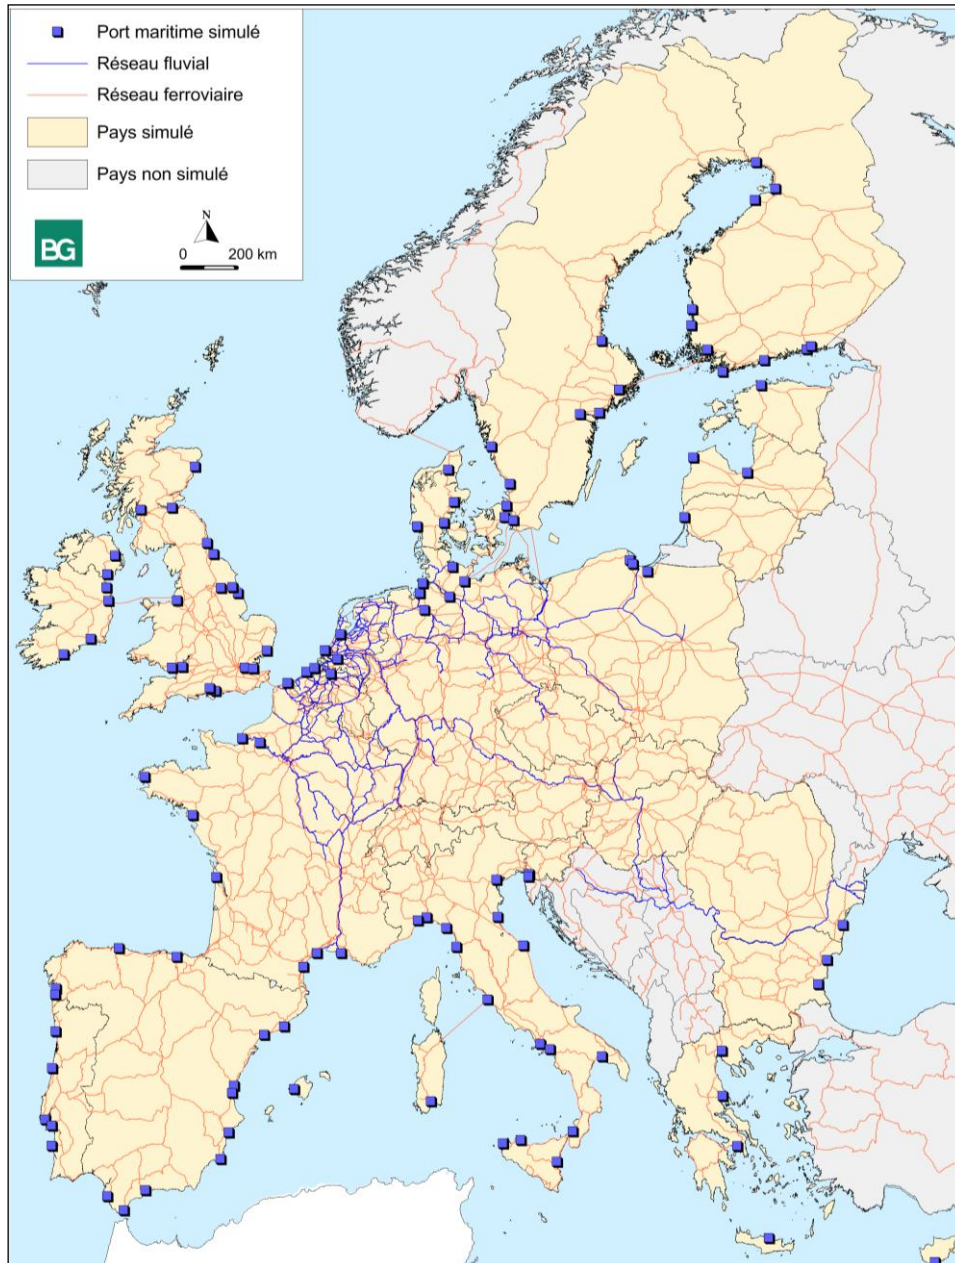 Port maritime simulé
Réseau fluvial
Réseau ferroviaire
Pays simulé
Pays non simulé
BG
N
0 200 km